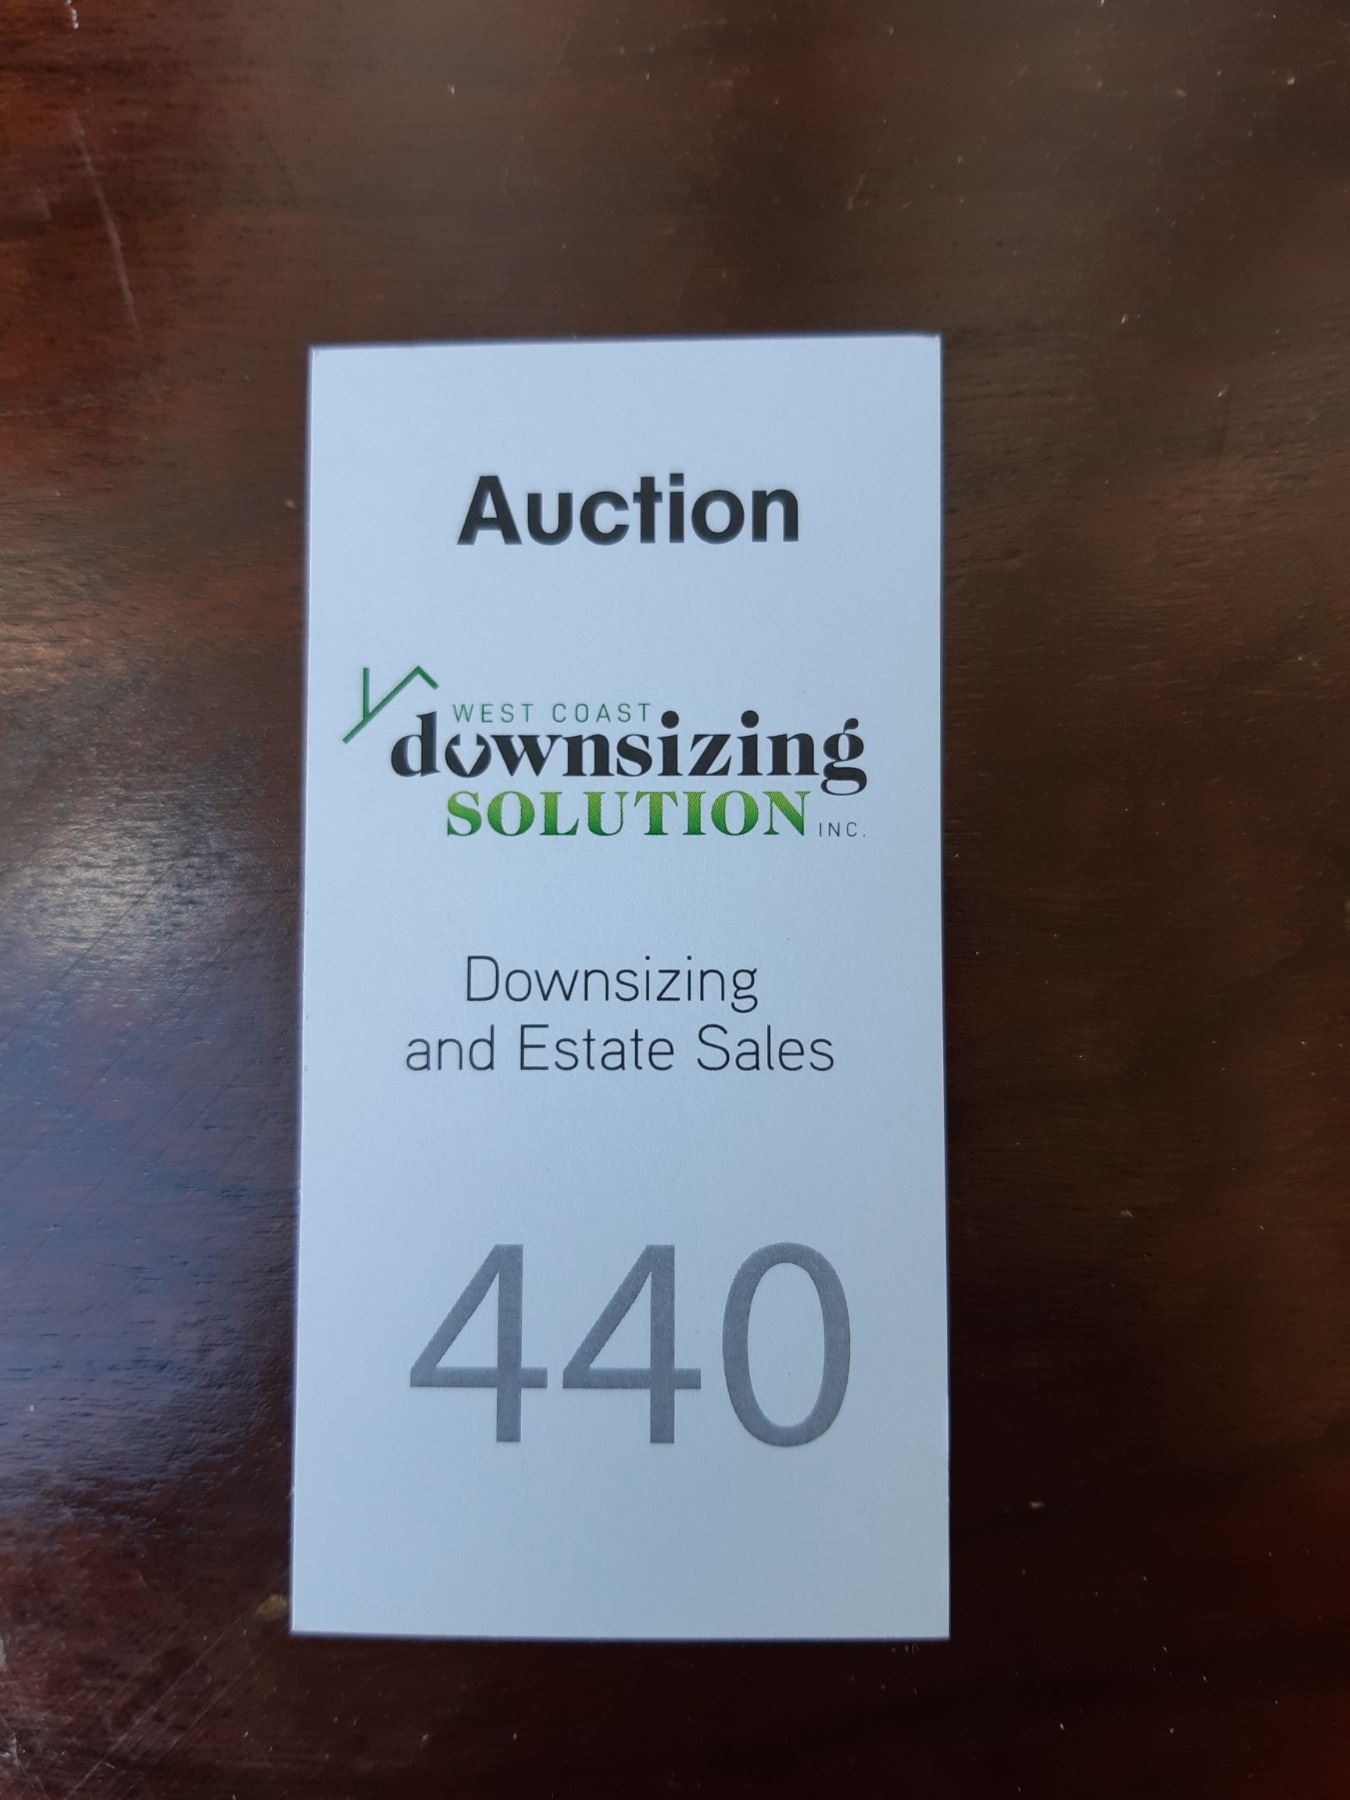 Auction
WEST COAST
downsizing
SOLUTION INC.
Downsizing
and Estate Sales
440